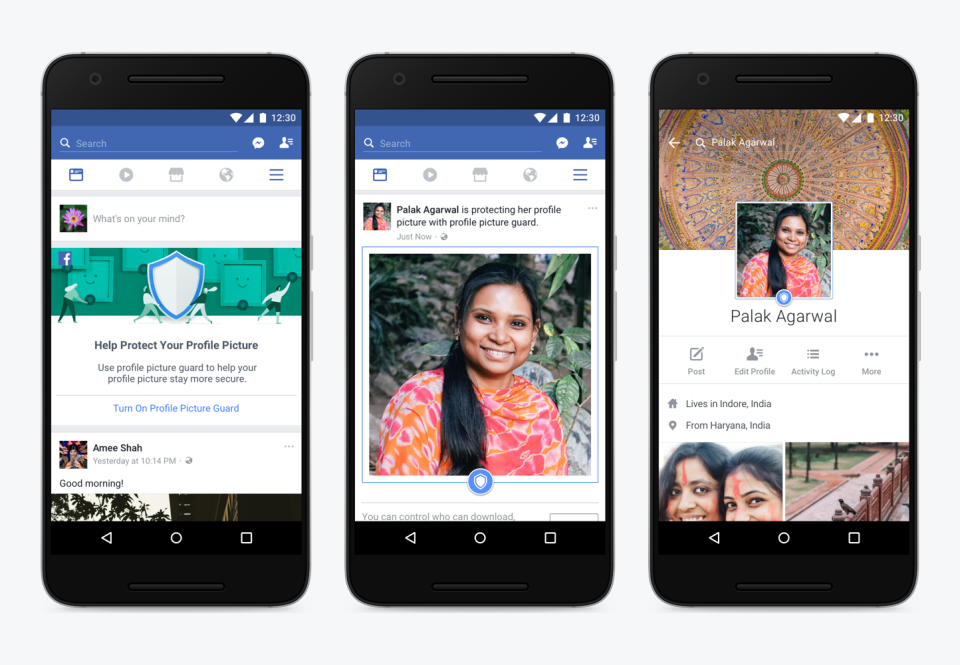 12:30
Search
What's on your mind?
f
Help Protect Your Profile Picture
Use profile picture guard to help your
profile picture stay more secure.
Turn On Profile Picture Guard
Amee Shah
Yesterday at 10:14 PM ·
Good morning!
12:30
Search
Palak Agarwal is protecting her profile
picture with profile picture guard.
Just Now ·
You can control who can download,
12:30
Palak Agarwal
Palak Agarwal
Post
Edit Profile
Activity Log
More
Lives in Indore, India
From Haryana, India